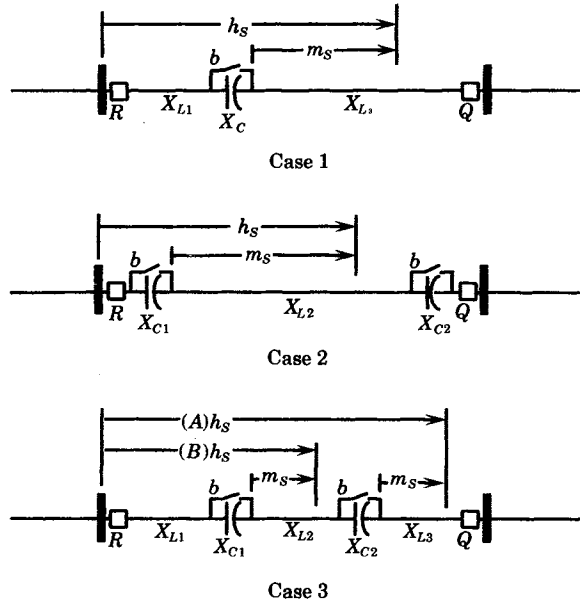 h_S
m_S
b
R X_L1 X_C X_L3 Q
Case 1
h_S
b m_S b
R X_C1 X_L2 X_C2 Q
Case 2
(A)h_S
(B)h_S
b m_S b m_S
R X_L1 X_C1 X_L2 X_C2 X_L3 Q
Case 3